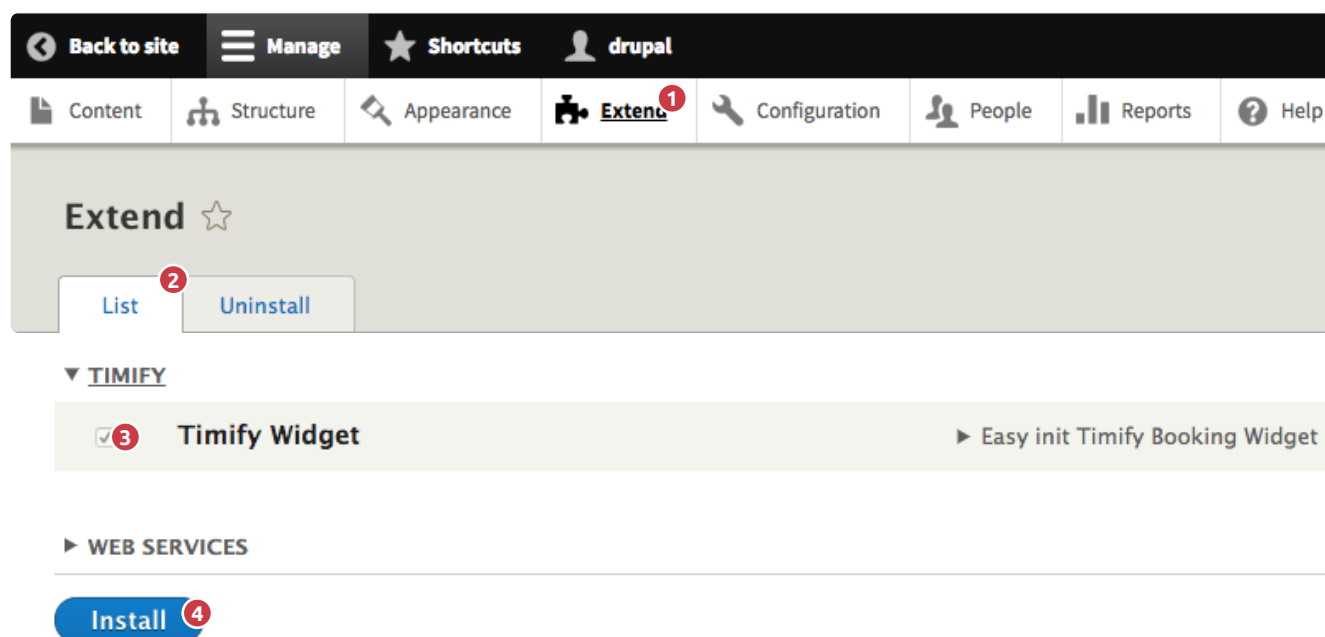 Back to site Manage Shortcuts drupal
Content Structure Appearance Extend 1 Configuration People Reports Help
Extend
2
List Uninstall
TIMIFY
3 Timify Widget Easy init Timify Booking Widget
WEB SERVICES
Install 4